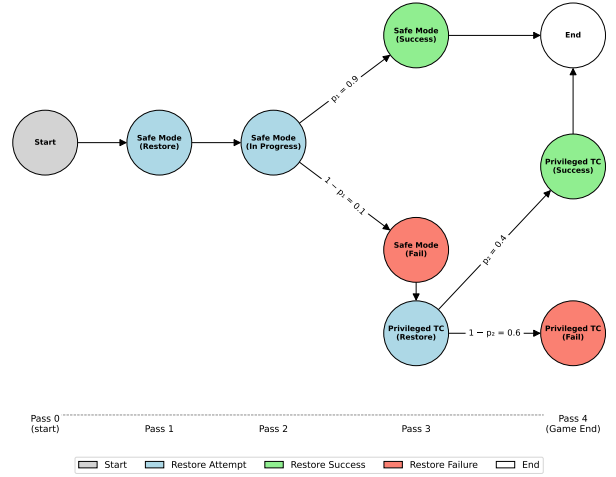 Safe Mode
(Success)
End
p₁ = 0.9
Start
Safe Mode
(Restore)
Safe Mode
(In Progress)
Privileged TC
(Success)
1 − p₁ = 0.1
Safe Mode
(Fail)
p₂ = 0.4
Privileged TC
(Restore)
1 − p₂ = 0.6
Privileged TC
(Fail)
Pass 0
(start)
Pass 1
Pass 2
Pass 3
Pass 4
(Game End)
Start
Restore Attempt
Restore Success
Restore Failure
End